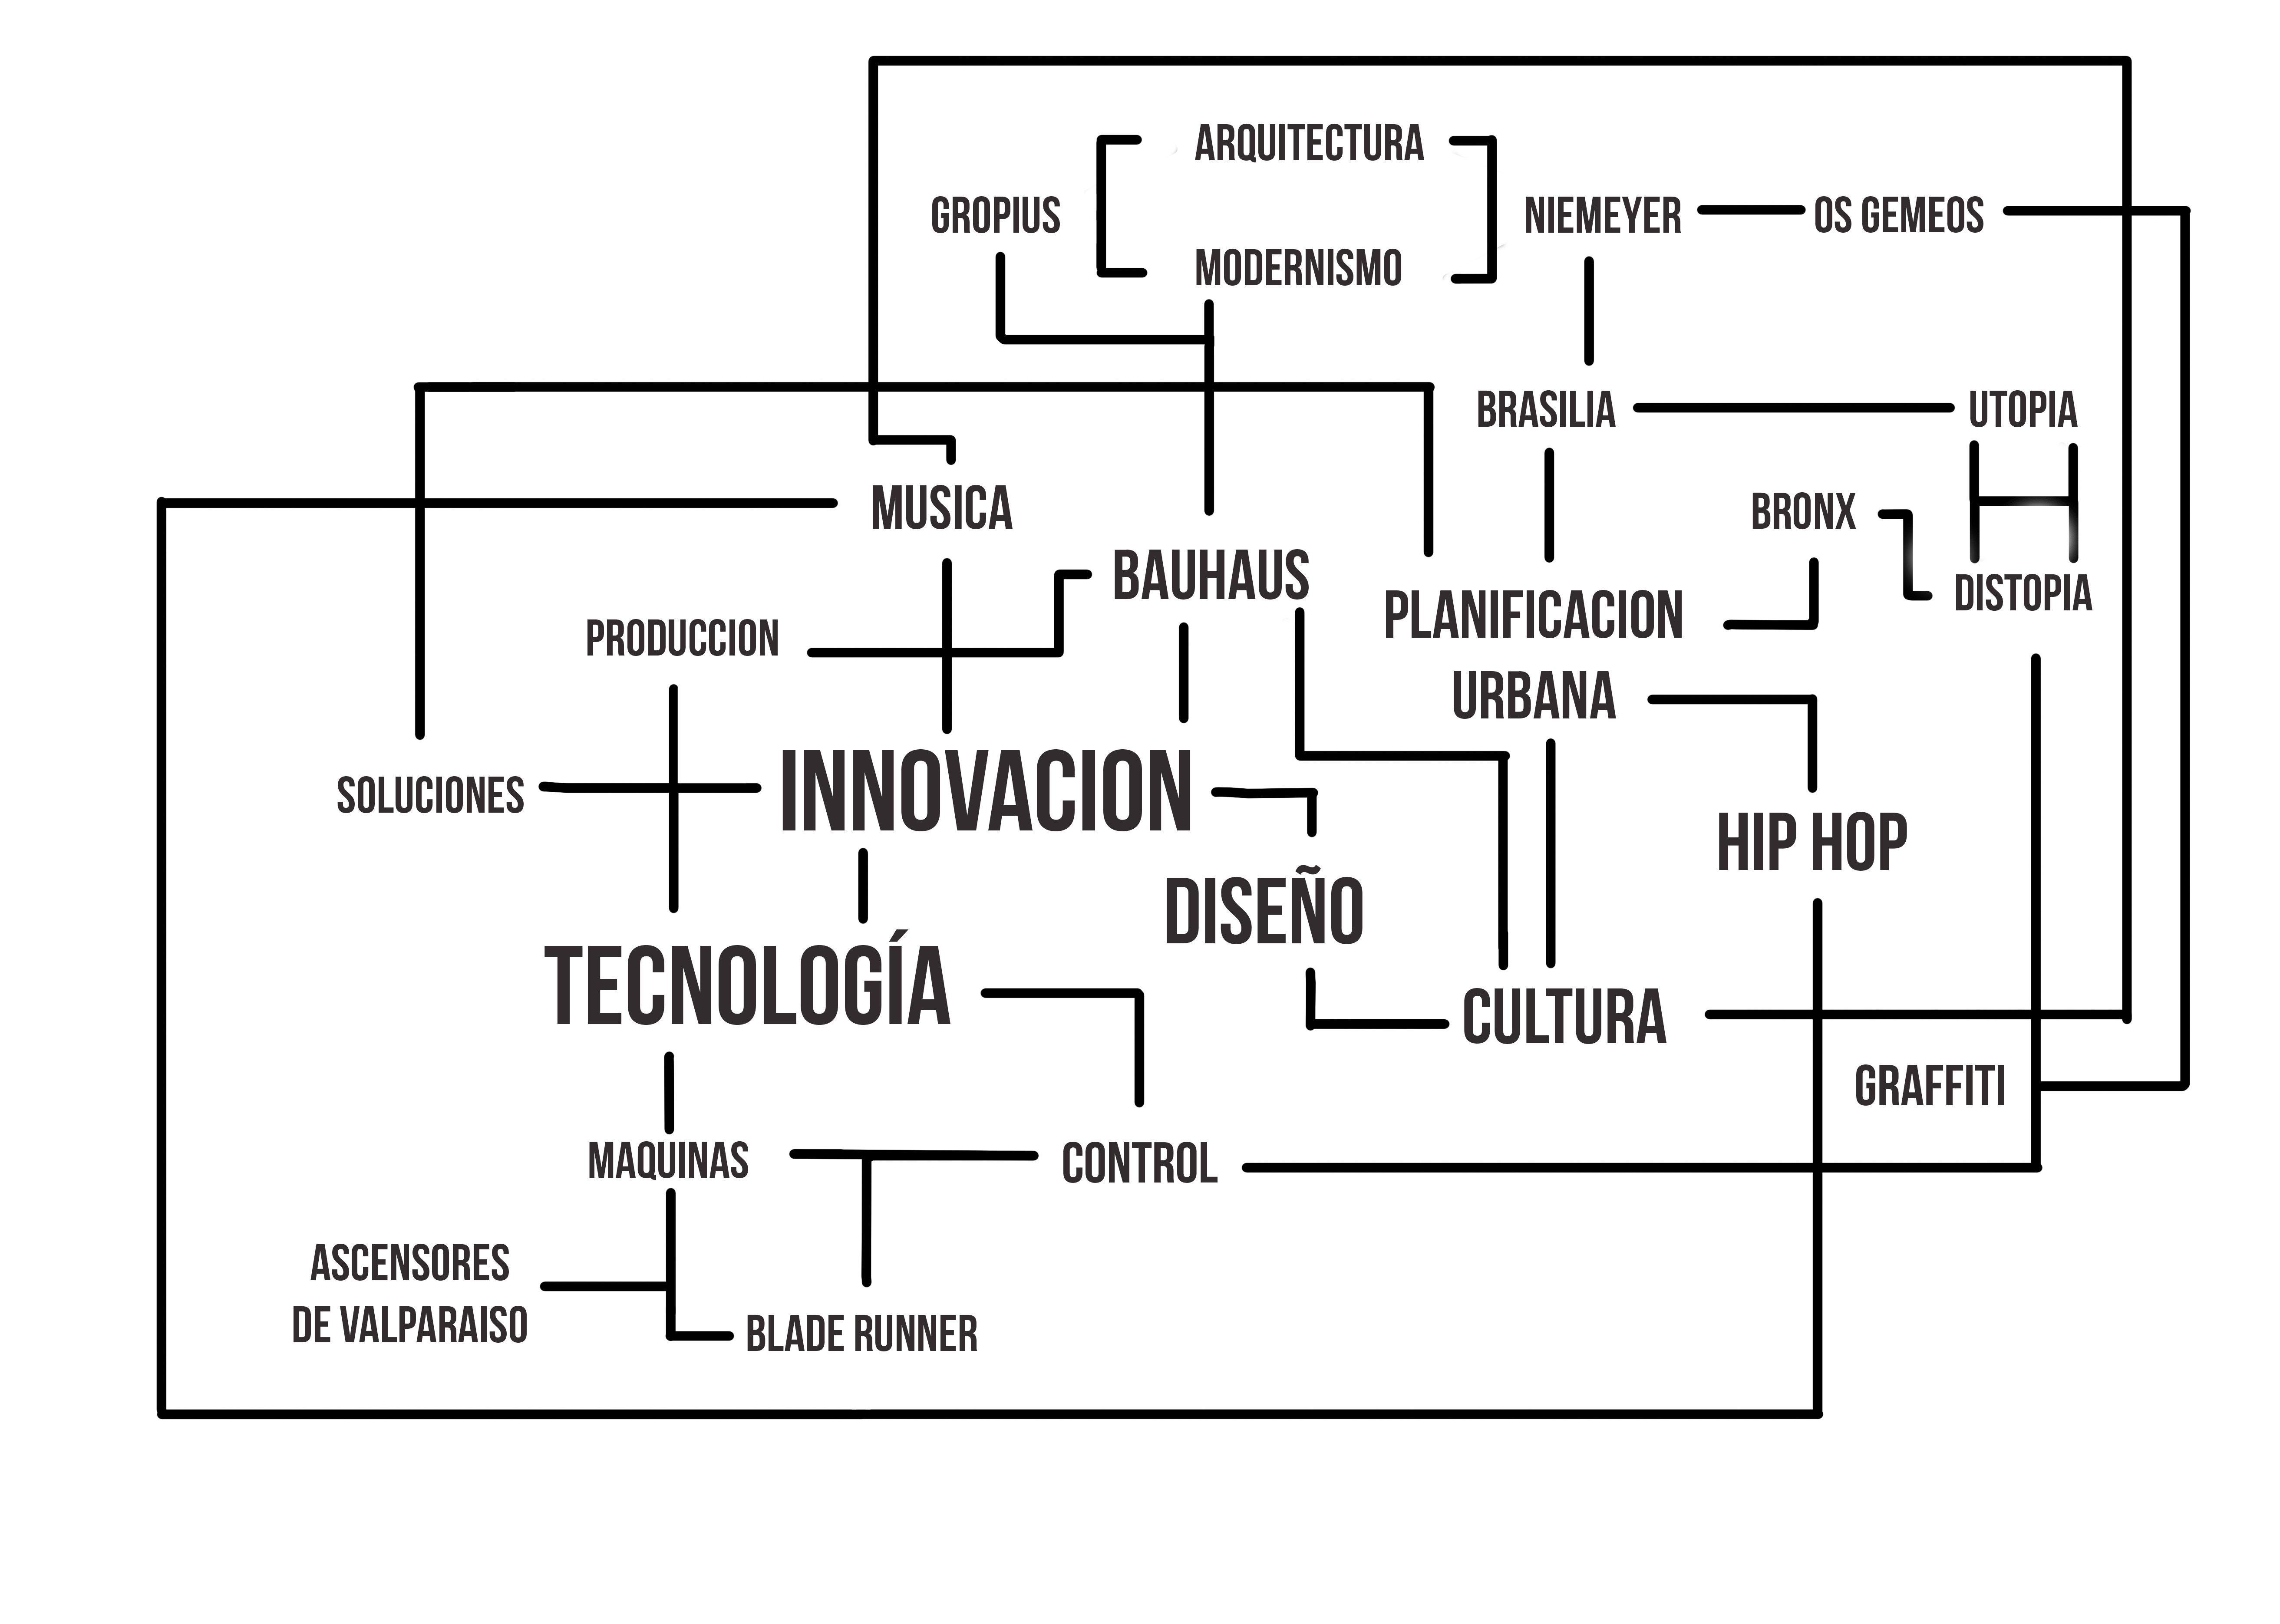 ARQUITECTURA
GROPIUS
NIEMEYER
OS GEMEOS
MODERNISMO
BRASILIA
UTOPIA
MUSICA
BRONX
BAUHAUS
DISTOPIA
PLANIFICACION
URBANA
PRODUCCION
SOLUCIONES
INNOVACION
HIP HOP
DISEÑO
TECNOLOGÍA
CULTURA
GRAFFITI
MAQUINAS
CONTROL
ASCENSORES
DE VALPARAISO
BLADE RUNNER